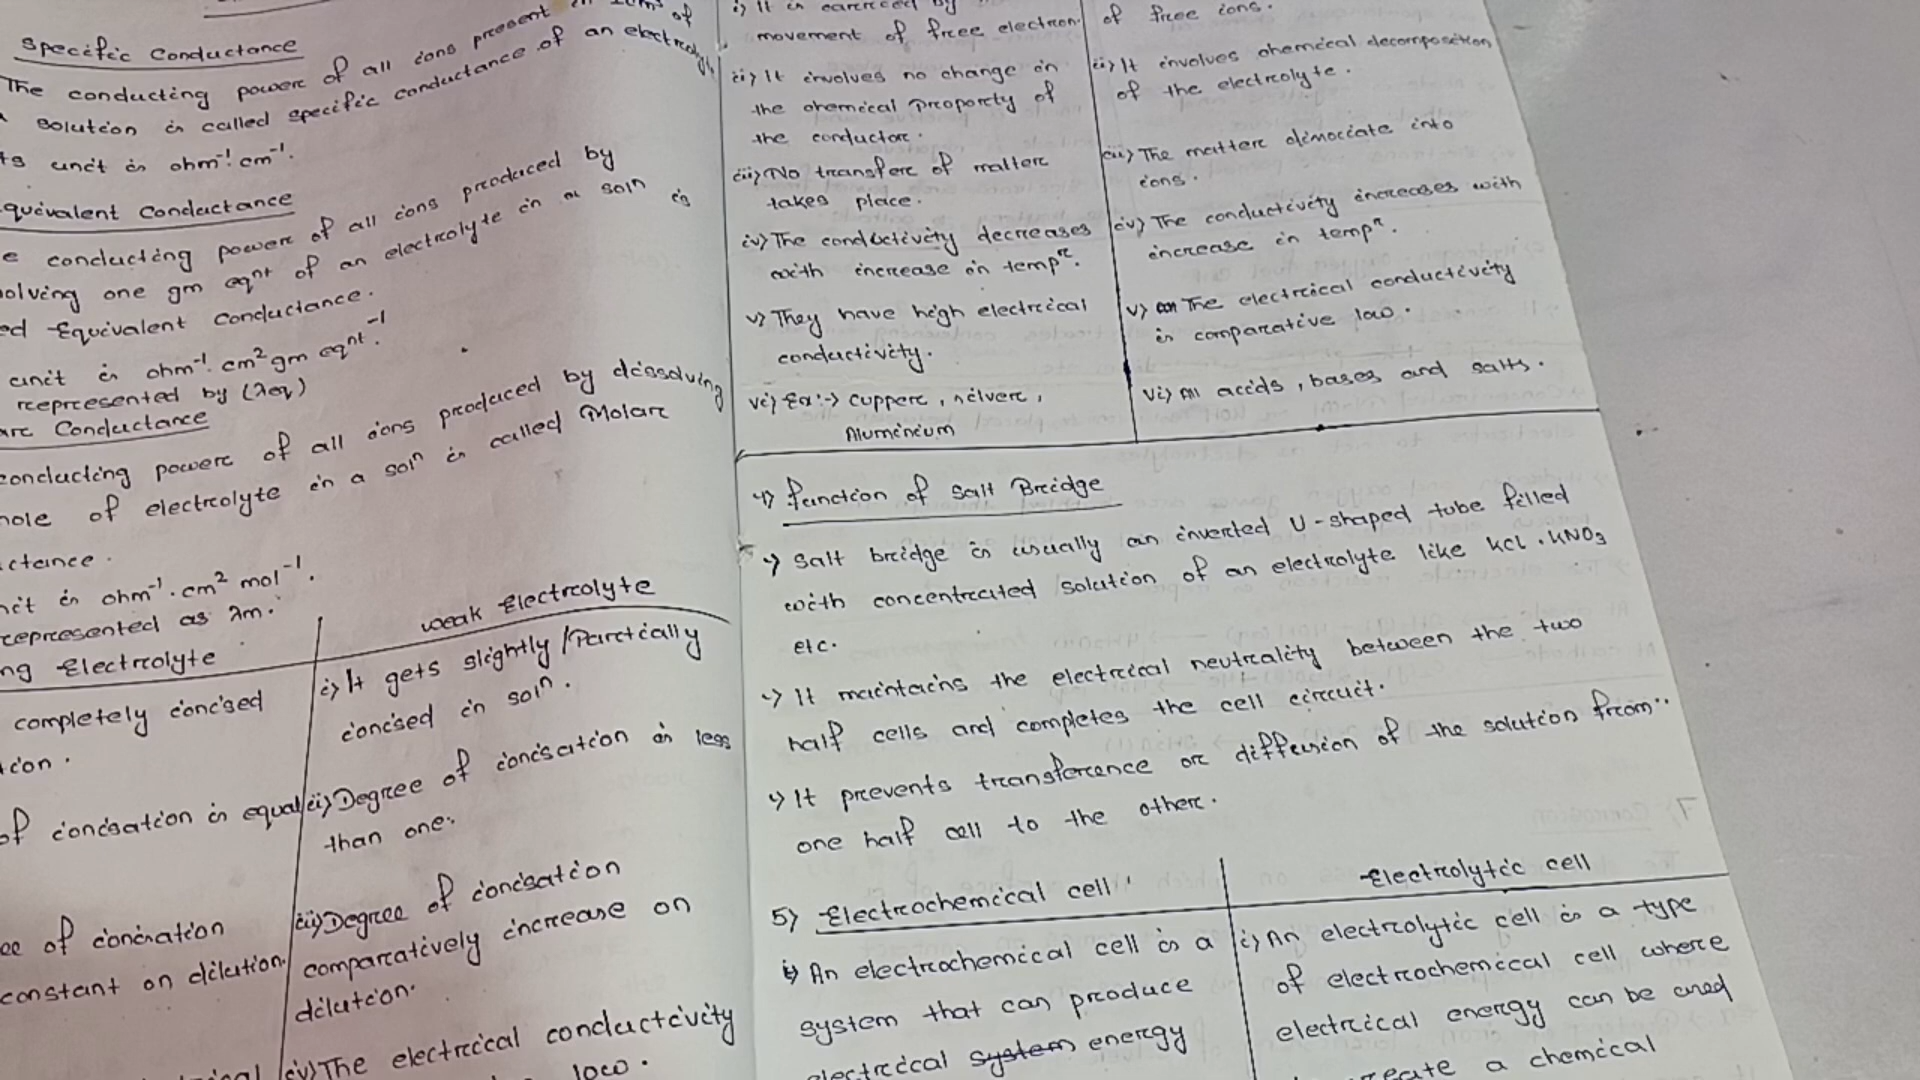 specific Conductance
The conducting power of all ions present in 1cm³ of
solution is called specific conductance of an electroly
unit is ohm⁻¹ cm⁻¹.
quivalent Conductance
e conducting power of all ions produced by
olving one gm eqnt of an electrolyte in a solⁿ is
ed Equivalent Conductance.
unit is ohm⁻¹ cm² gm eqnt⁻¹.
represented by (λeq)
ar Conductance
conducting power of all ions produced by dissolving
mole of electrolyte in a solⁿ is called Molar
ctance.
nit is ohm⁻¹. cm² mol⁻¹.
represented as λm.
ng Electrolyte | weak Electrolyte
completely ionised
tion.
i) It gets slightly / Partically
ionised in solⁿ.
of ionisation is equal
ii) Degree of ionisation is less
than one.
ee of ionisation
constant on dilution.
iii) Degree of ionisation
comparatively increase on
dilution.
iv) The electrical conductivity
low.
i) It is carried by
movement of free electron
of free ions.
ii) It involves no change in
the chemical Property of
the conductor.
ii) It involves chemical decomposition
of the electrolyte.
iii) No transfer of matter
takes place.
iii) The matter dissociate into
ions.
iv) The conductivity decreases
with increase in tempʳ.
iv) The conductivity increases with
increase in tempʳ.
v) They have high electrical
conductivity.
v) The electrical conductivity
is comparative low.
vi) Ex:-> Cupper, silver,
Aluminium
vi) All acids, bases and salts.
4) function of Salt Bridge
-> Salt bridge is usually an inverted U-shaped tube filled
with concentrated solution of an electrolyte like KCl, KNO₃
etc.
-> It maintains the electrical neutrality between the two
half cells and completes the cell circuit.
-> It prevents transference or diffusion of the solution from
one half cell to the other.
5) Electrochemical cell | Electrolytic cell
i) An electrochemical cell is a
system that can produce
electrical system energy
i) An electrolytic cell is a type
of electrochemical cell where
electrical energy can be used
create a chemical